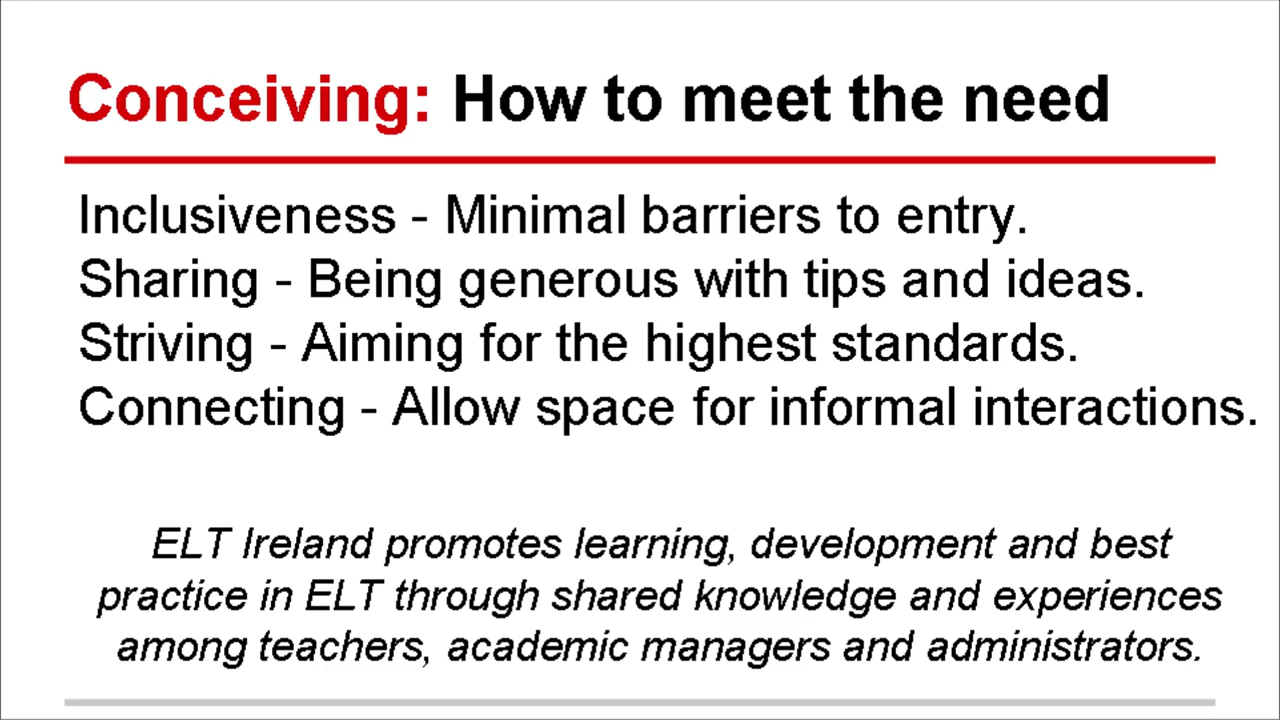 Conceiving: How to meet the need
Inclusiveness - Minimal barriers to entry.
Sharing - Being generous with tips and ideas.
Striving - Aiming for the highest standards.
Connecting - Allow space for informal interactions.
ELT Ireland promotes learning, development and best
practice in ELT through shared knowledge and experiences
among teachers, academic managers and administrators.